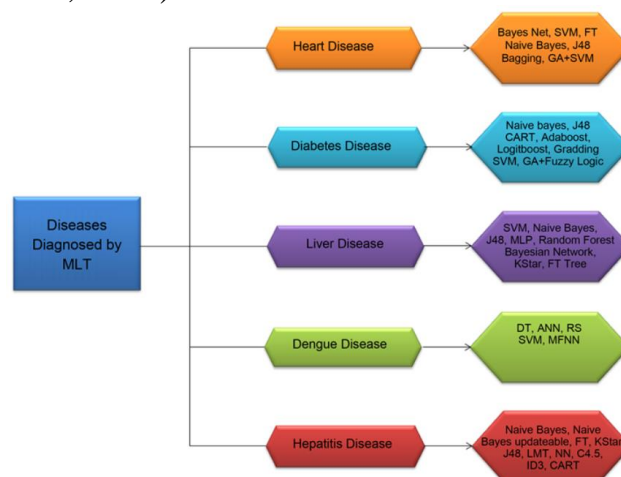 Heart Disease
Bayes Net, SVM, FT
Naive Bayes, J48
Bagging, GA+SVM
Diabetes Disease
Naive bayes, J48
CART, Adaboost,
Logitboost, Gradding
SVM, GA+Fuzzy Logic
Diseases
Diagnosed by
MLT
Liver Disease
SVM, Naive Bayes,
J48, MLP, Random Forest
Bayesian Network,
KStar, FT Tree
Dengue Disease
DT, ANN, RS
SVM, MFNN
Hepatitis Disease
Naive Bayes, Naive
Bayes updateable, FT, KStar
J48, LMT, NN, C4.5,
ID3, CART